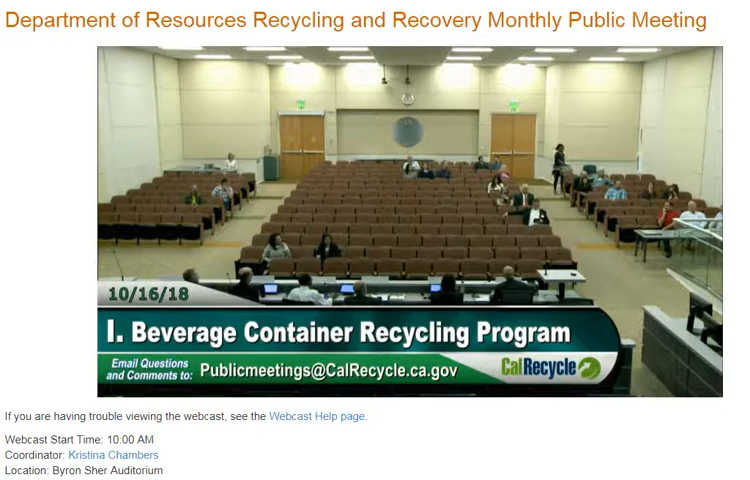 Department of Resources Recycling and Recovery Monthly Public Meeting
10/16/18
I. Beverage Container Recycling Program
Email Questions
and Comments to: Publicmeetings@CalRecycle.ca.gov
CalRecycle
If you are having trouble viewing the webcast, see the Webcast Help page.
Webcast Start Time: 10:00 AM
Coordinator: Kristina Chambers
Location: Byron Sher Auditorium